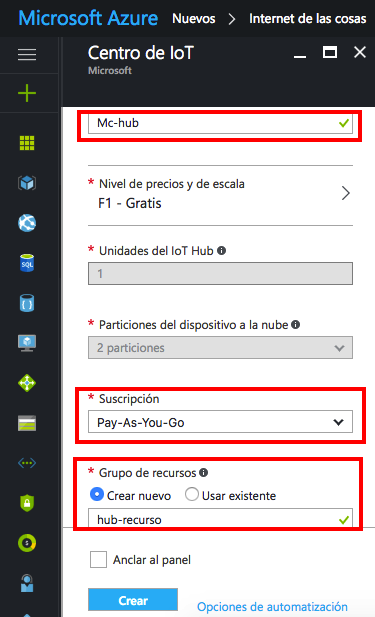 Microsoft Azure Nuevos > Internet de las cosas
Centro de IoT
Microsoft
Mc-hub
* Nivel de precios y de escala
F1 - Gratis
* Unidades del IoT Hub
1
* Particiones del dispositivo a la nube
2 particiones
* Suscripción
Pay-As-You-Go
* Grupo de recursos
Crear nuevo Usar existente
hub-recurso
Anclar al panel
Crear Opciones de automatización
SQL